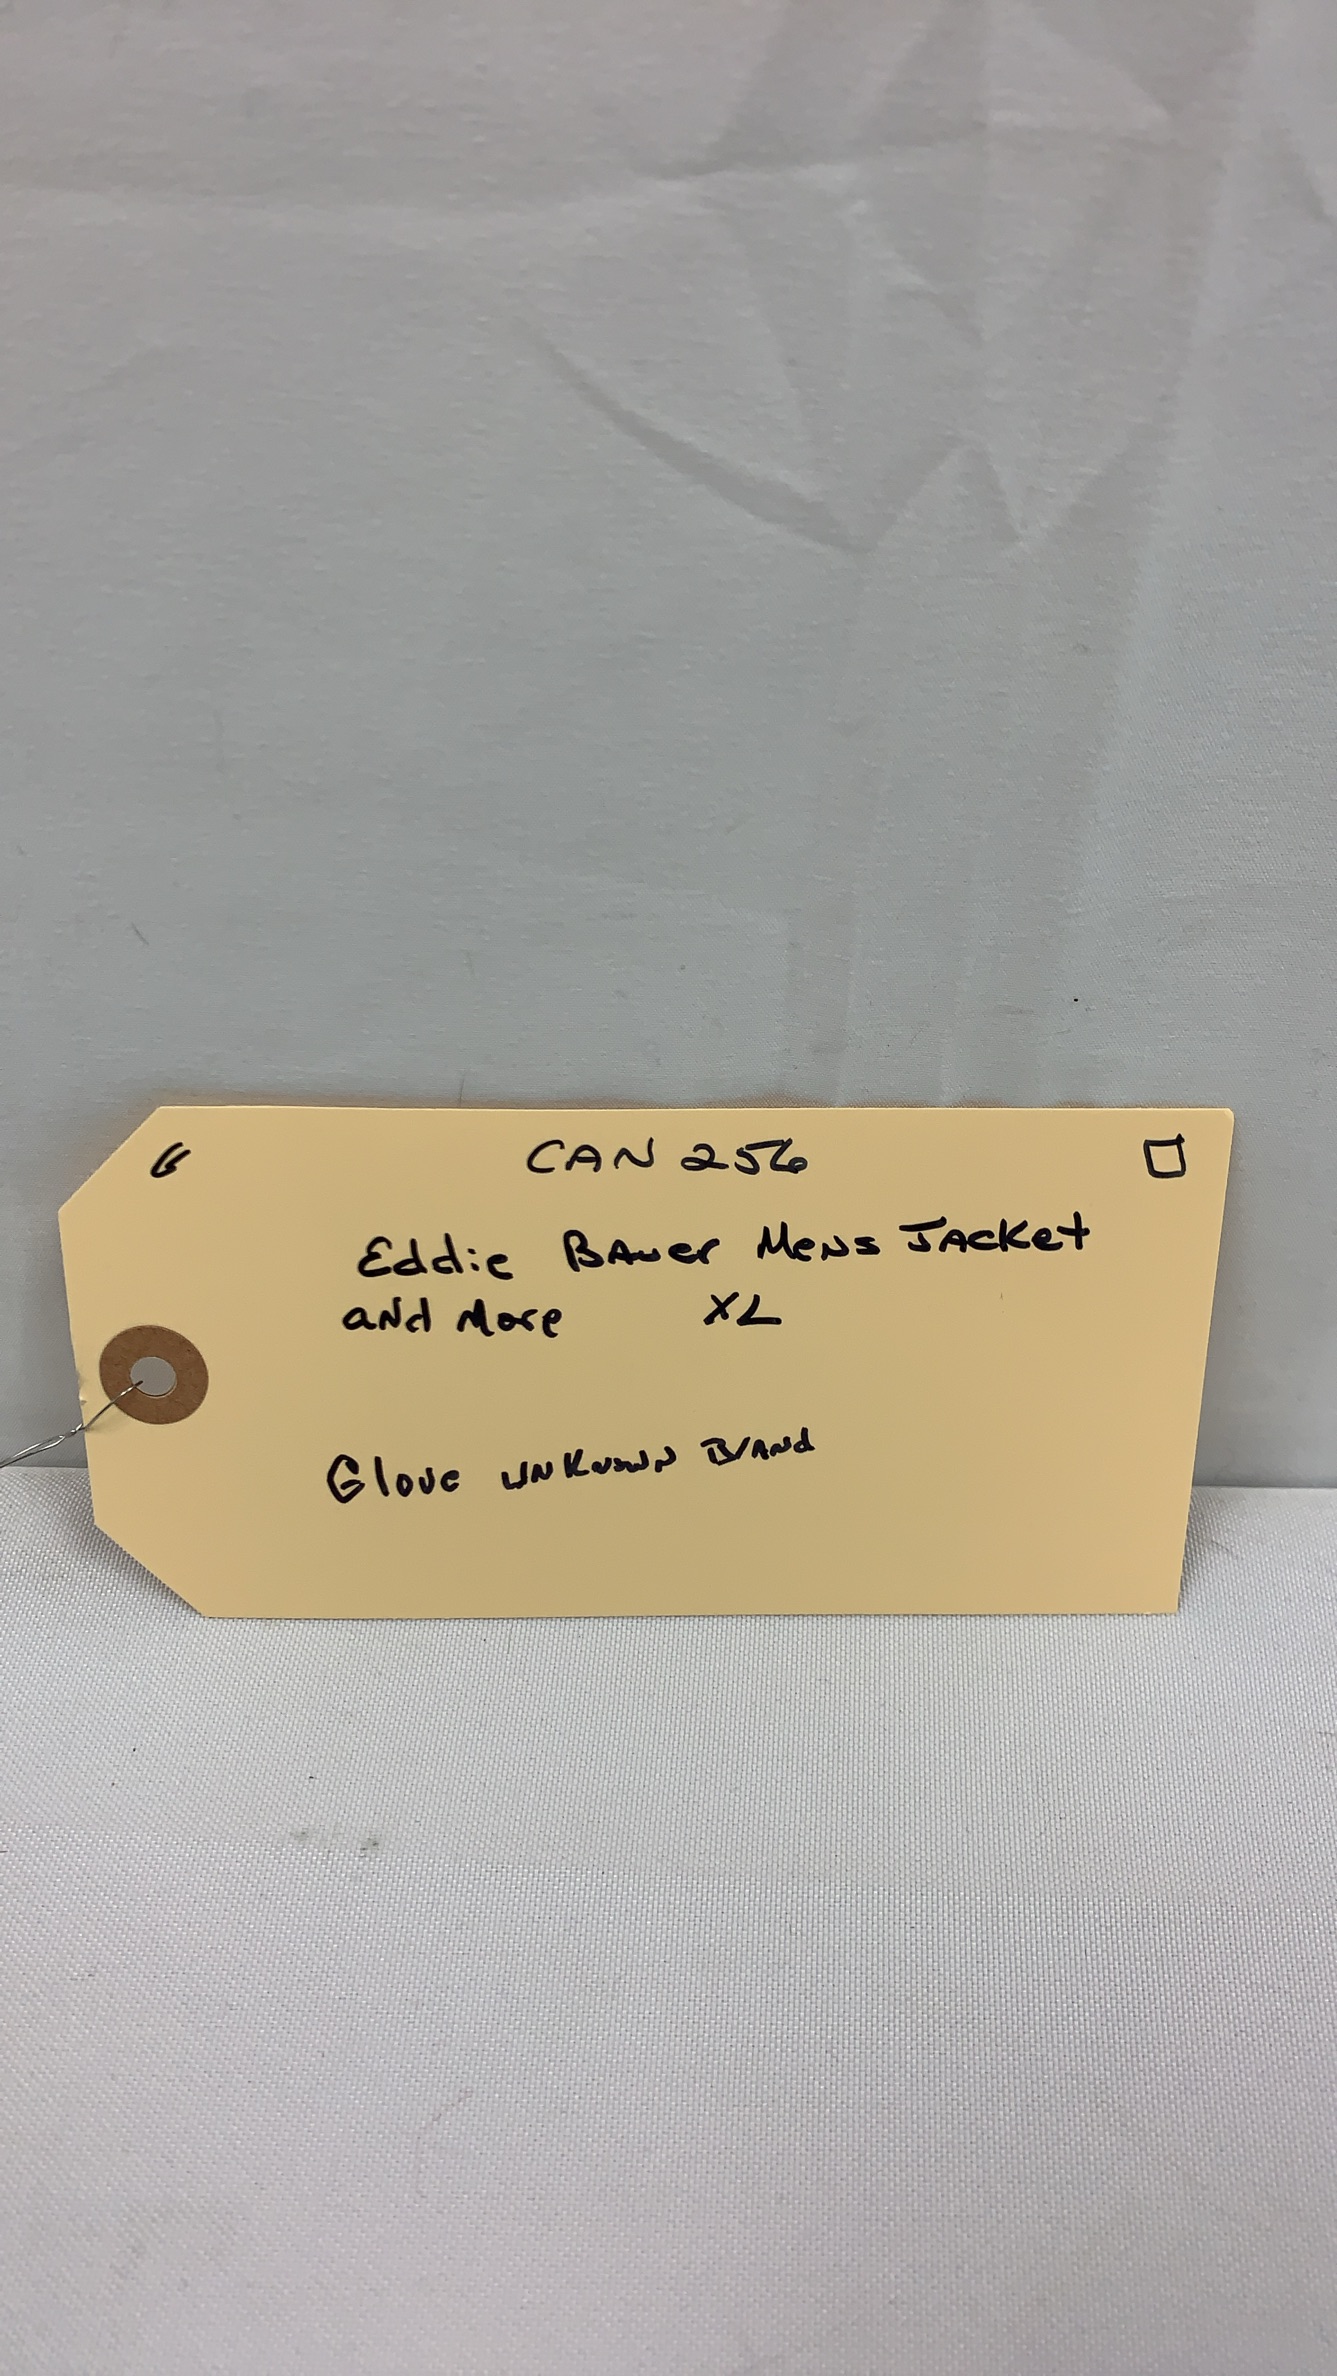 CAN 256
Eddie Bauer Mens Jacket
and More XL
Glove unknown Brand